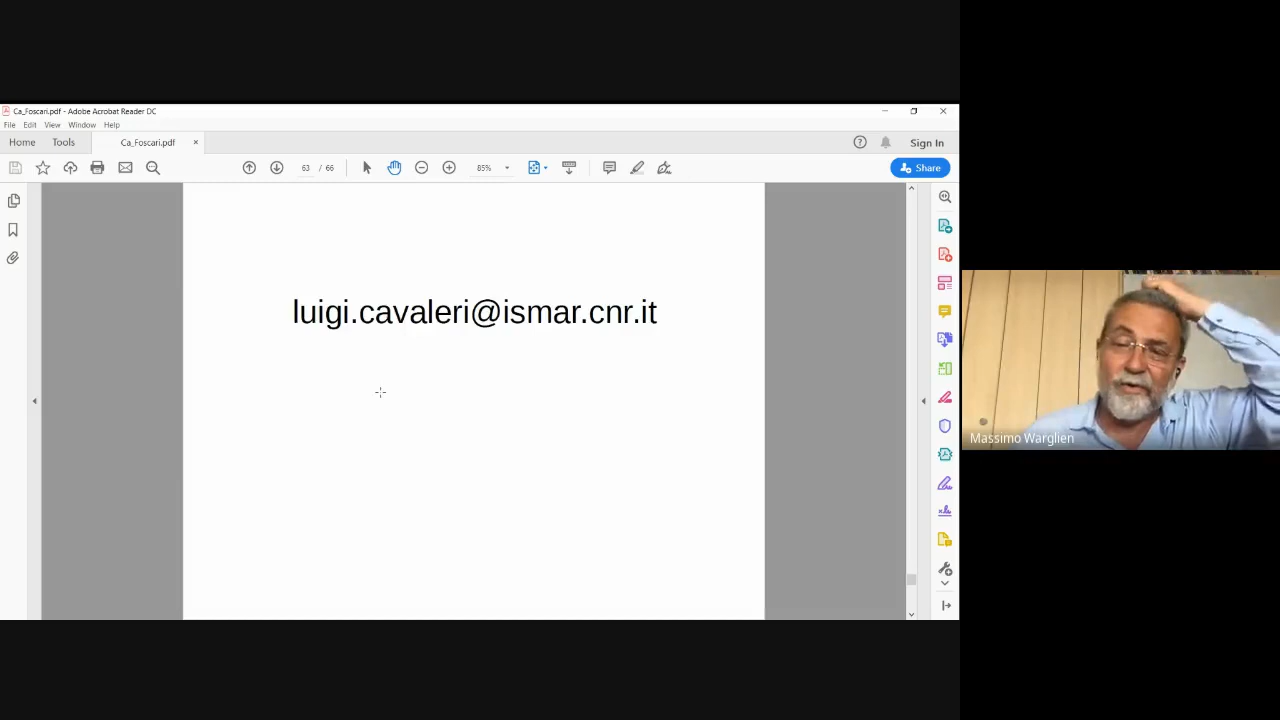 Ca_Foscari.pdf - Adobe Acrobat Reader DC
File Edit View Window Help
Home Tools Ca_Foscari.pdf × Sign In
63 / 66 85% Share
luigi.cavaleri@ismar.cnr.it
Massimo Warglien